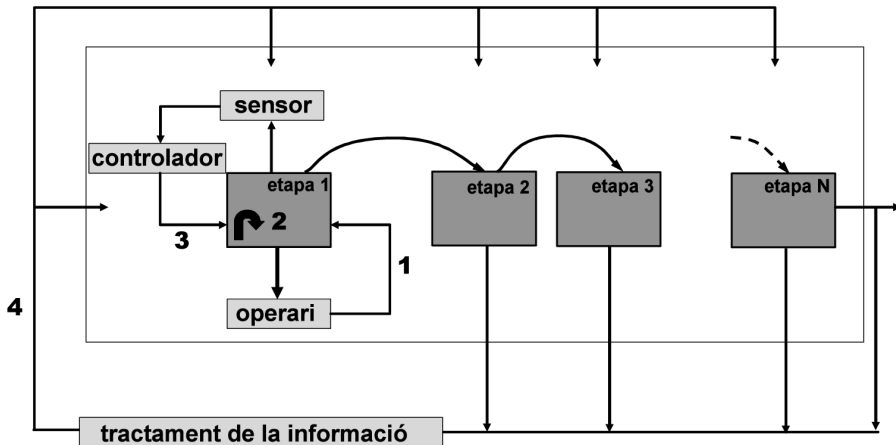 sensor
controlador
etapa 1
etapa 2
etapa 3
etapa N
2
3
1
operari
4
tractament de la informació